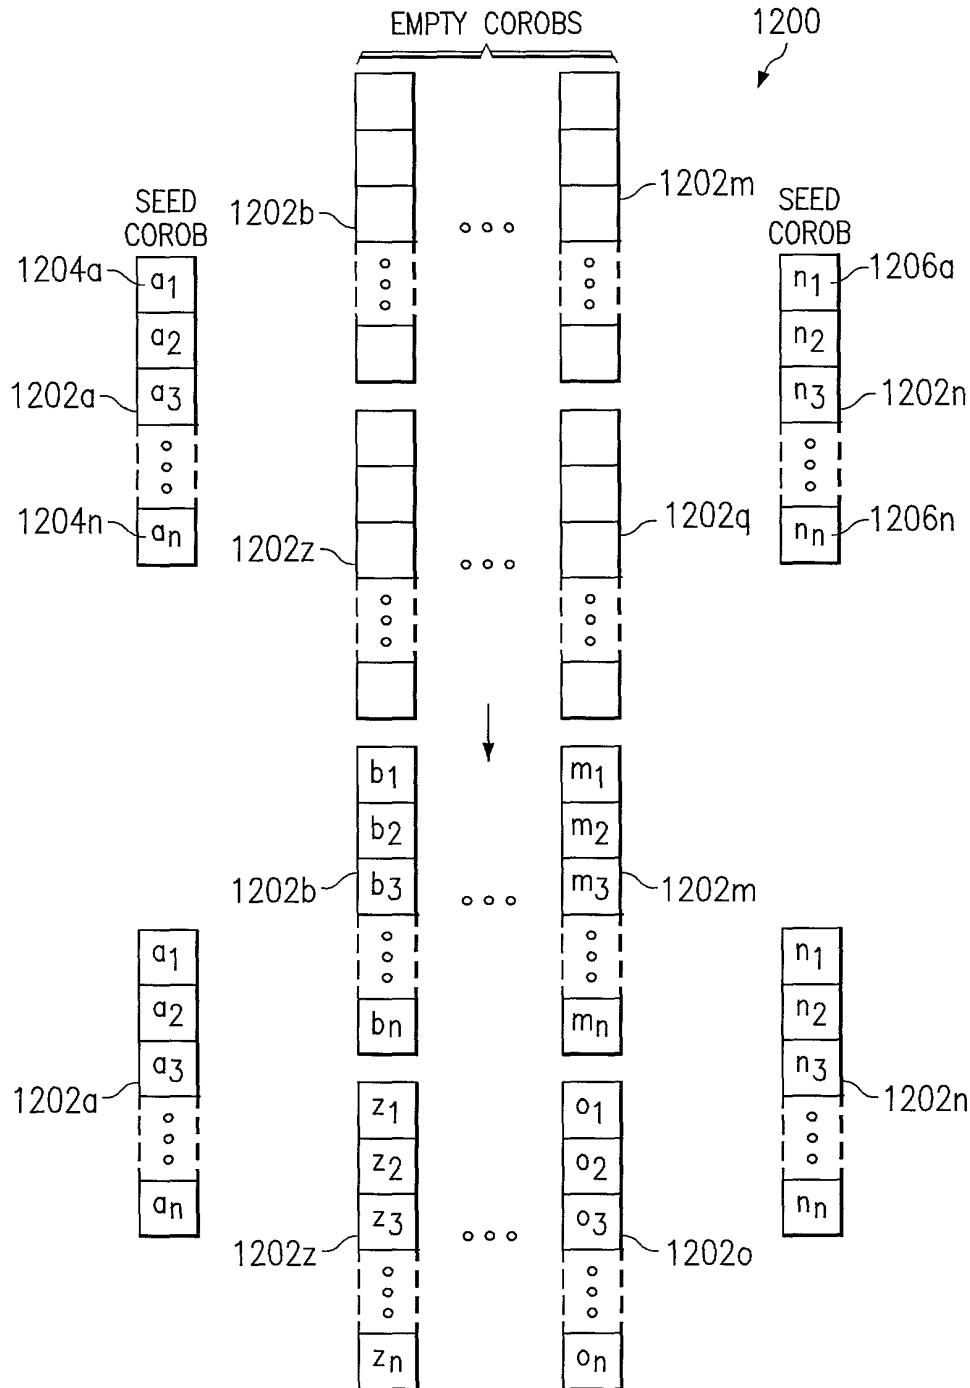 EMPTY COROBS
1200
1202b
1202m
SEED
COROB
SEED
COROB
1204a
a1
n1
1206a
a2
n2
1202a
a3
n3
1202n
1204n
an
nn
1206n
1202z
1202q
b1
m1
b2
m2
1202b
b3
m3
1202m
bn
mn
a1
n1
a2
n2
a3
n3
1202a
1202n
an
nn
z1
o1
z2
o2
z3
o3
1202z
1202o
zn
on